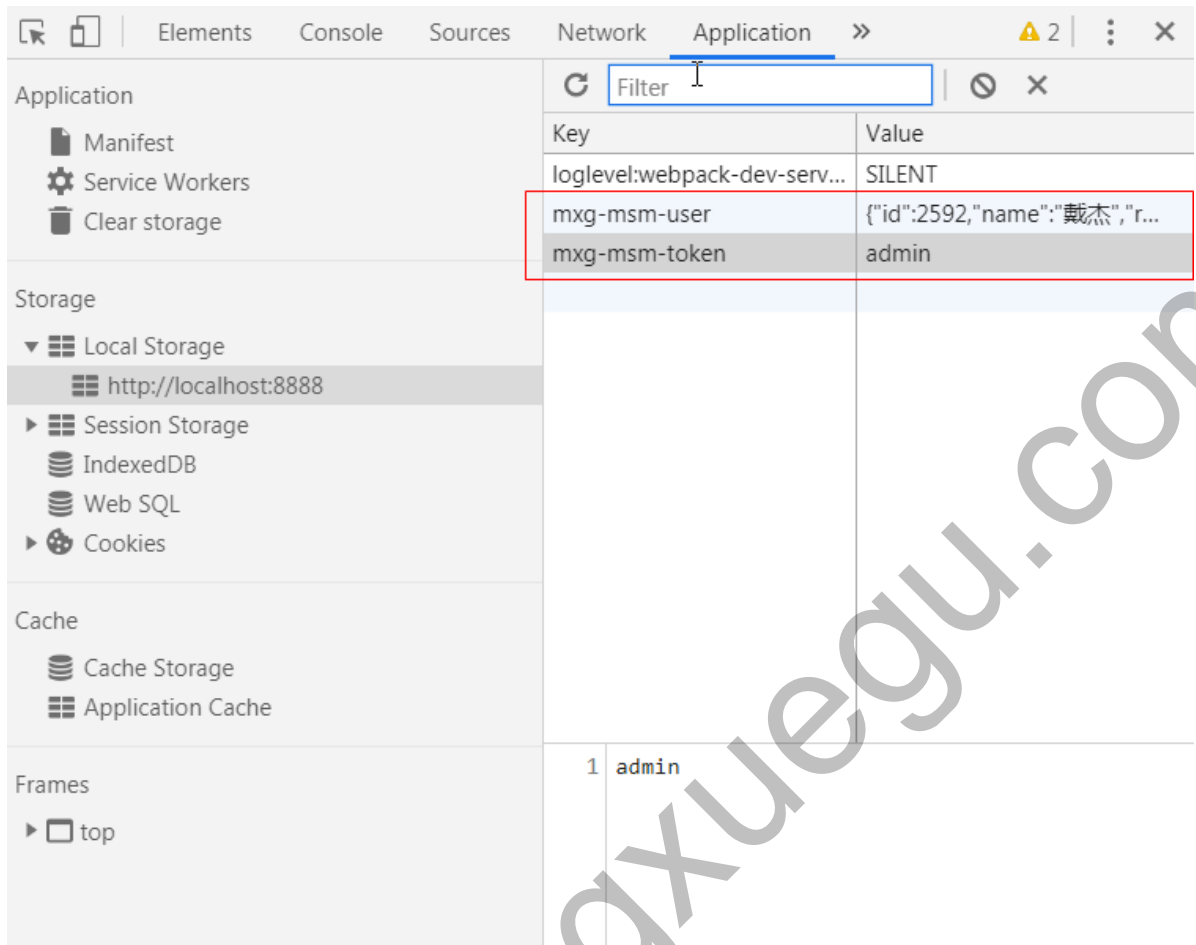 Elements Console Sources Network Application » 2
Application
Manifest
Service Workers
Clear storage
Storage
Local Storage
http://localhost:8888
Session Storage
IndexedDB
Web SQL
Cookies
Cache
Cache Storage
Application Cache
Frames
top
Filter
Key Value
loglevel:webpack-dev-serv... SILENT
mxg-msm-user {"id":2592,"name":"戴杰","r...
mxg-msm-token admin
1 admin
gxuegu.com